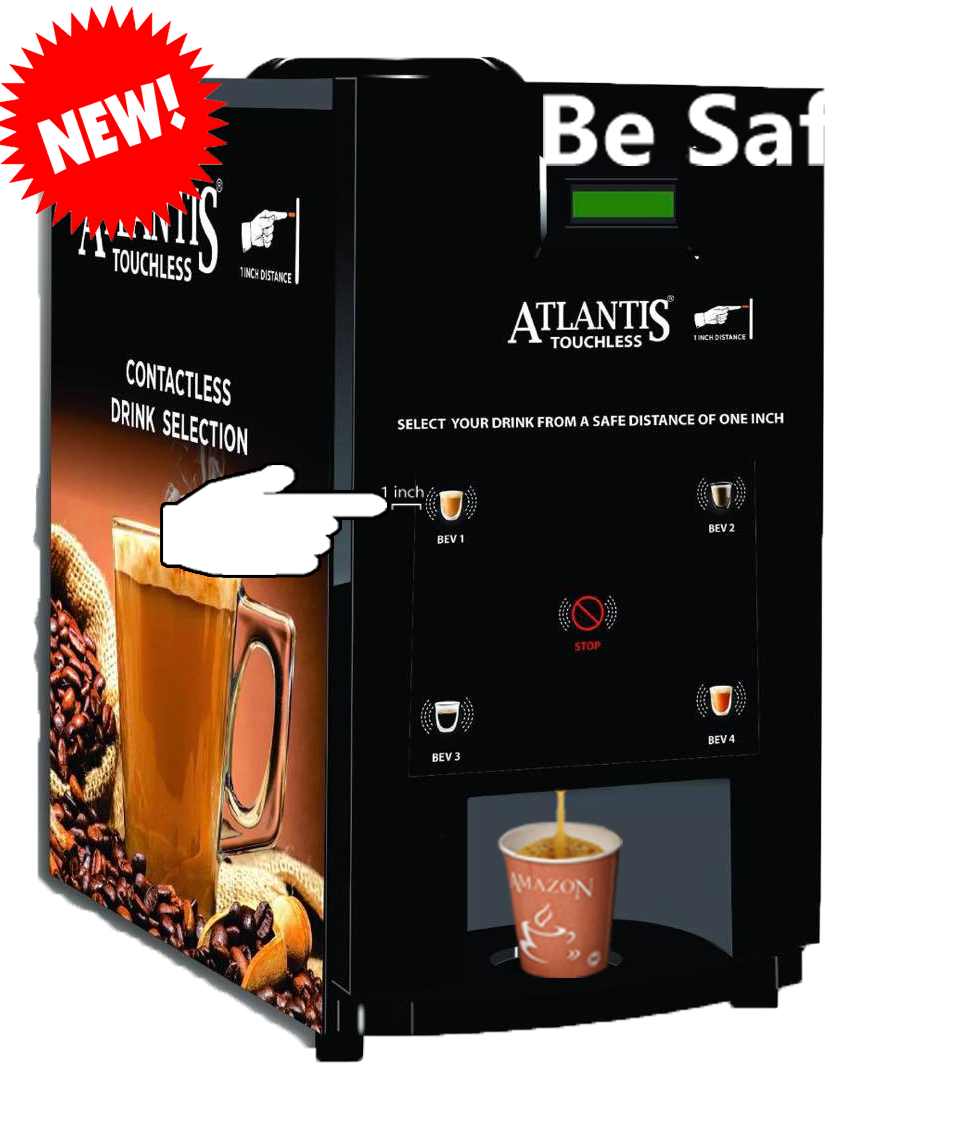 NEW!
Be Saf
ATLANTIS®
TOUCHLESS
1 INCH DISTANCE
ATLANTIS®
TOUCHLESS
1 INCH DISTANCE
CONTACTLESS
DRINK SELECTION
SELECT YOUR DRINK FROM A SAFE DISTANCE OF ONE INCH
1 inch
BEV 1
BEV 2
STOP
BEV 3
BEV 4
AMAZON